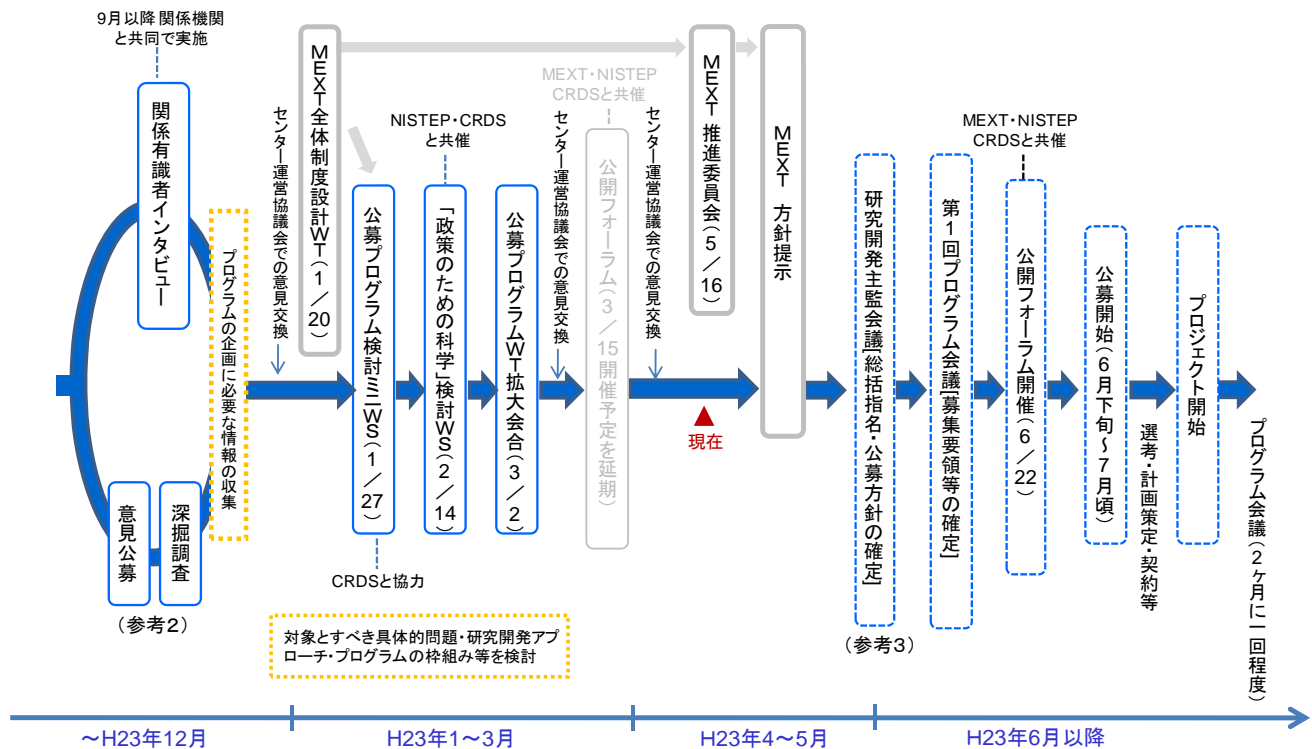 9月以降 関係機関
と共同で実施
関係有識者インタビュー
意見公募
深掘調査
(参考2)
プログラムの企画に必要な情報の収集
センター運営協議会での意見交換
MEXT全体制度設計WT(1/20)
公募プログラム検討ミニWS(1/27)
CRDSと協力
NISTEP・CRDS
と共催
「政策のための科学」検討WS(2/14)
公募プログラムWT拡大会合(3/2)
対象とすべき具体的問題・研究開発アプ
ローチ・プログラムの枠組み等を検討
センター運営協議会での意見交換
MEXT・NISTEP
CRDSと共催
公開フォーラム(3/15開催予定を延期)
センター運営協議会での意見交換
MEXT推進委員会(5/16)
現在
MEXT 方針提示
研究開発主監会議[総括指名・公募方針の確定]
(参考3)
第1回プログラム会議[募集要領等の確定]
MEXT・NISTEP
CRDSと共催
公開フォーラム開催(6/22)
公募開始(6月下旬~7月頃)
選考・計画策定・契約等
プロジェクト開始
プログラム会議(2ヶ月に一回程度)
~H23年12月
H23年1~3月
H23年4~5月
H23年6月以降